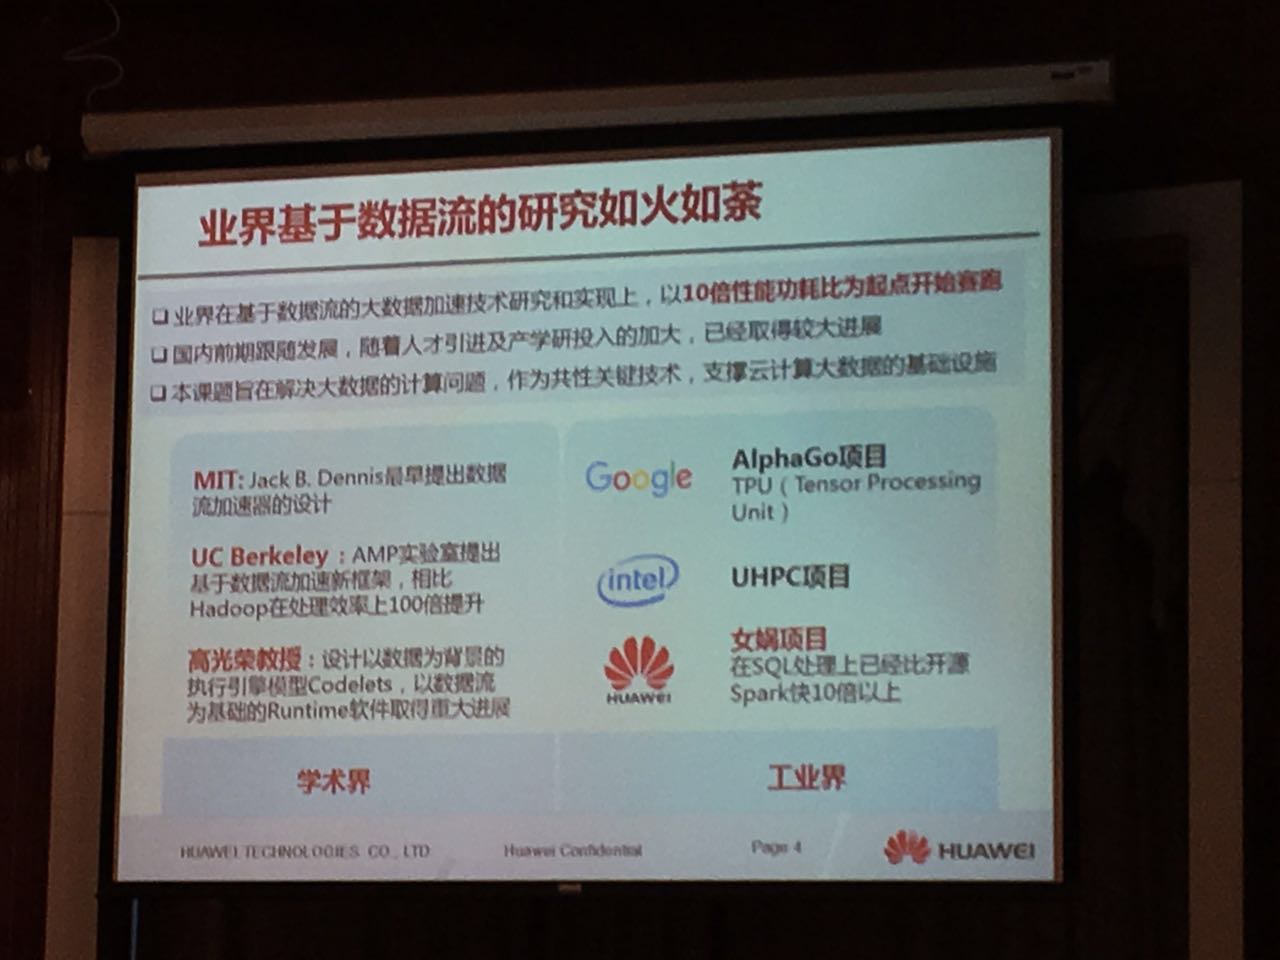 业界基于数据流的研究如火如荼
❑ 业界在基于数据流的大数据加速技术研究和实现上，以10倍性能功耗比为起点开始赛跑
❑ 国内前期跟随发展，随着人才引进及产学研投入的加大，已经取得较大进展
❑ 本课题旨在解决大数据的计算问题，作为共性关键技术，支撑云计算大数据的基础设施
MIT: Jack B. Dennis最早提出数据
流加速器的设计
UC Berkeley：AMP实验室提出
基于数据流加速新框架，相比
Hadoop在处理效率上100倍提升
高光荣教授：设计以数据为背景的
执行引擎模型Codelets，以数据流
为基础的Runtime软件取得重大进展
学术界
Google
AlphaGo项目
TPU（Tensor Processing
Unit）
intel
UHPC项目
HUAWEI
女娲项目
在SQL处理上已经比开源
Spark快10倍以上
工业界
HUAWEI TECHNOLOGIES CO., LTD
Huawei Confidential
Page 4
HUAWEI